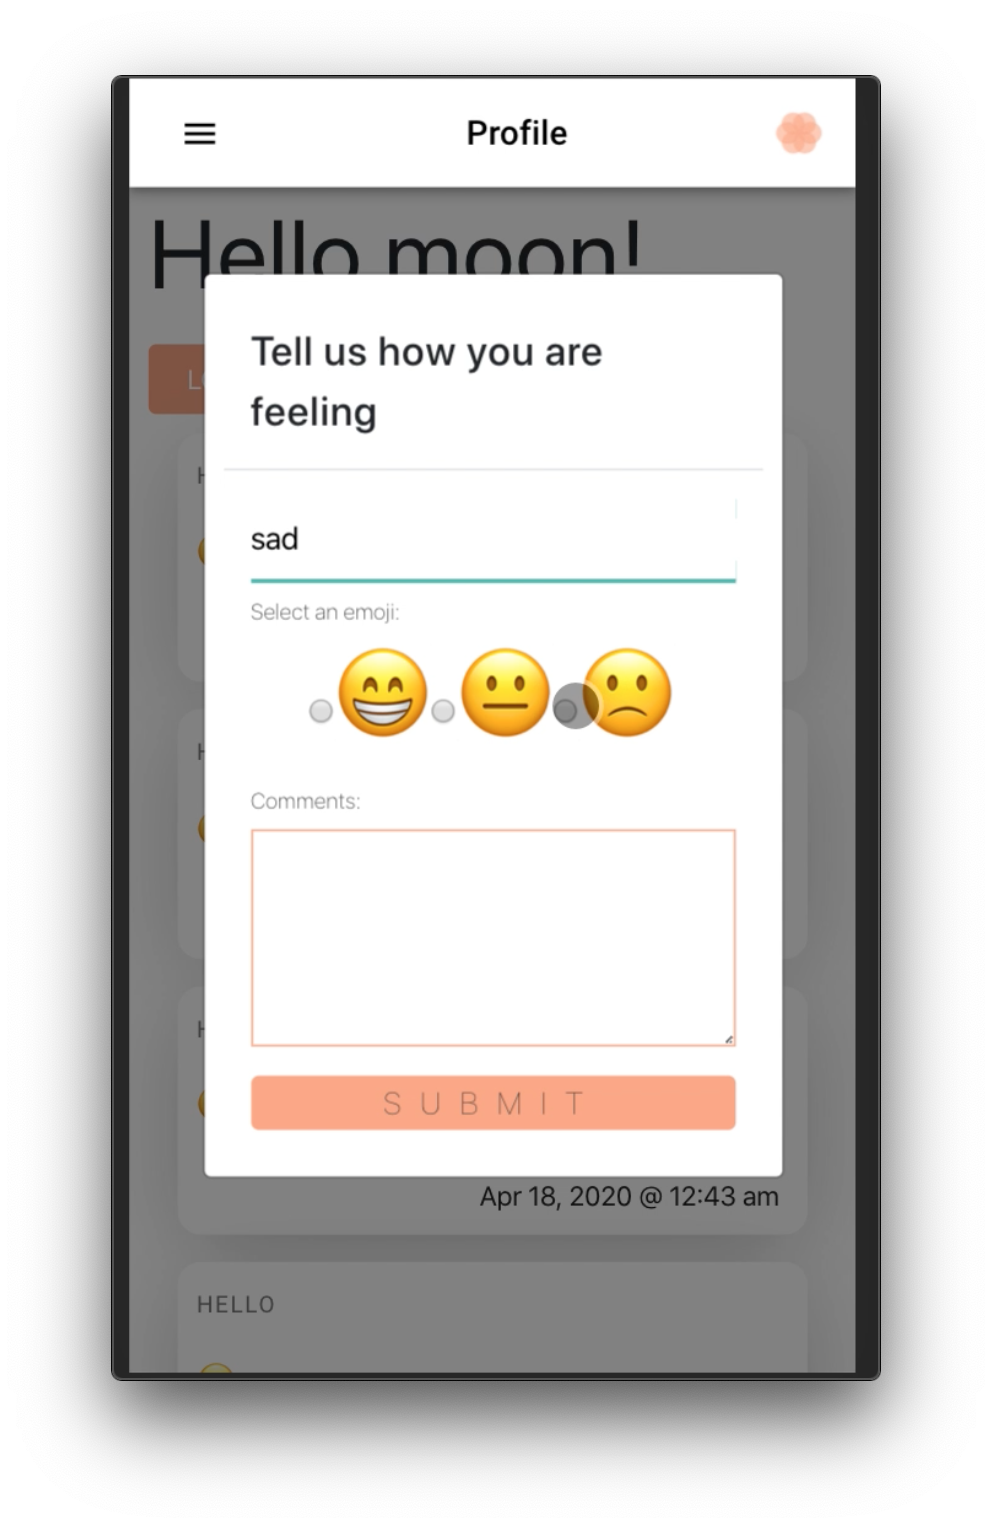 Profile
Hello moon!
Tell us how you are
feeling
sad
Select an emoji:
Comments:
SUBMIT
Apr 18, 2020 @ 12:43 am
HELLO